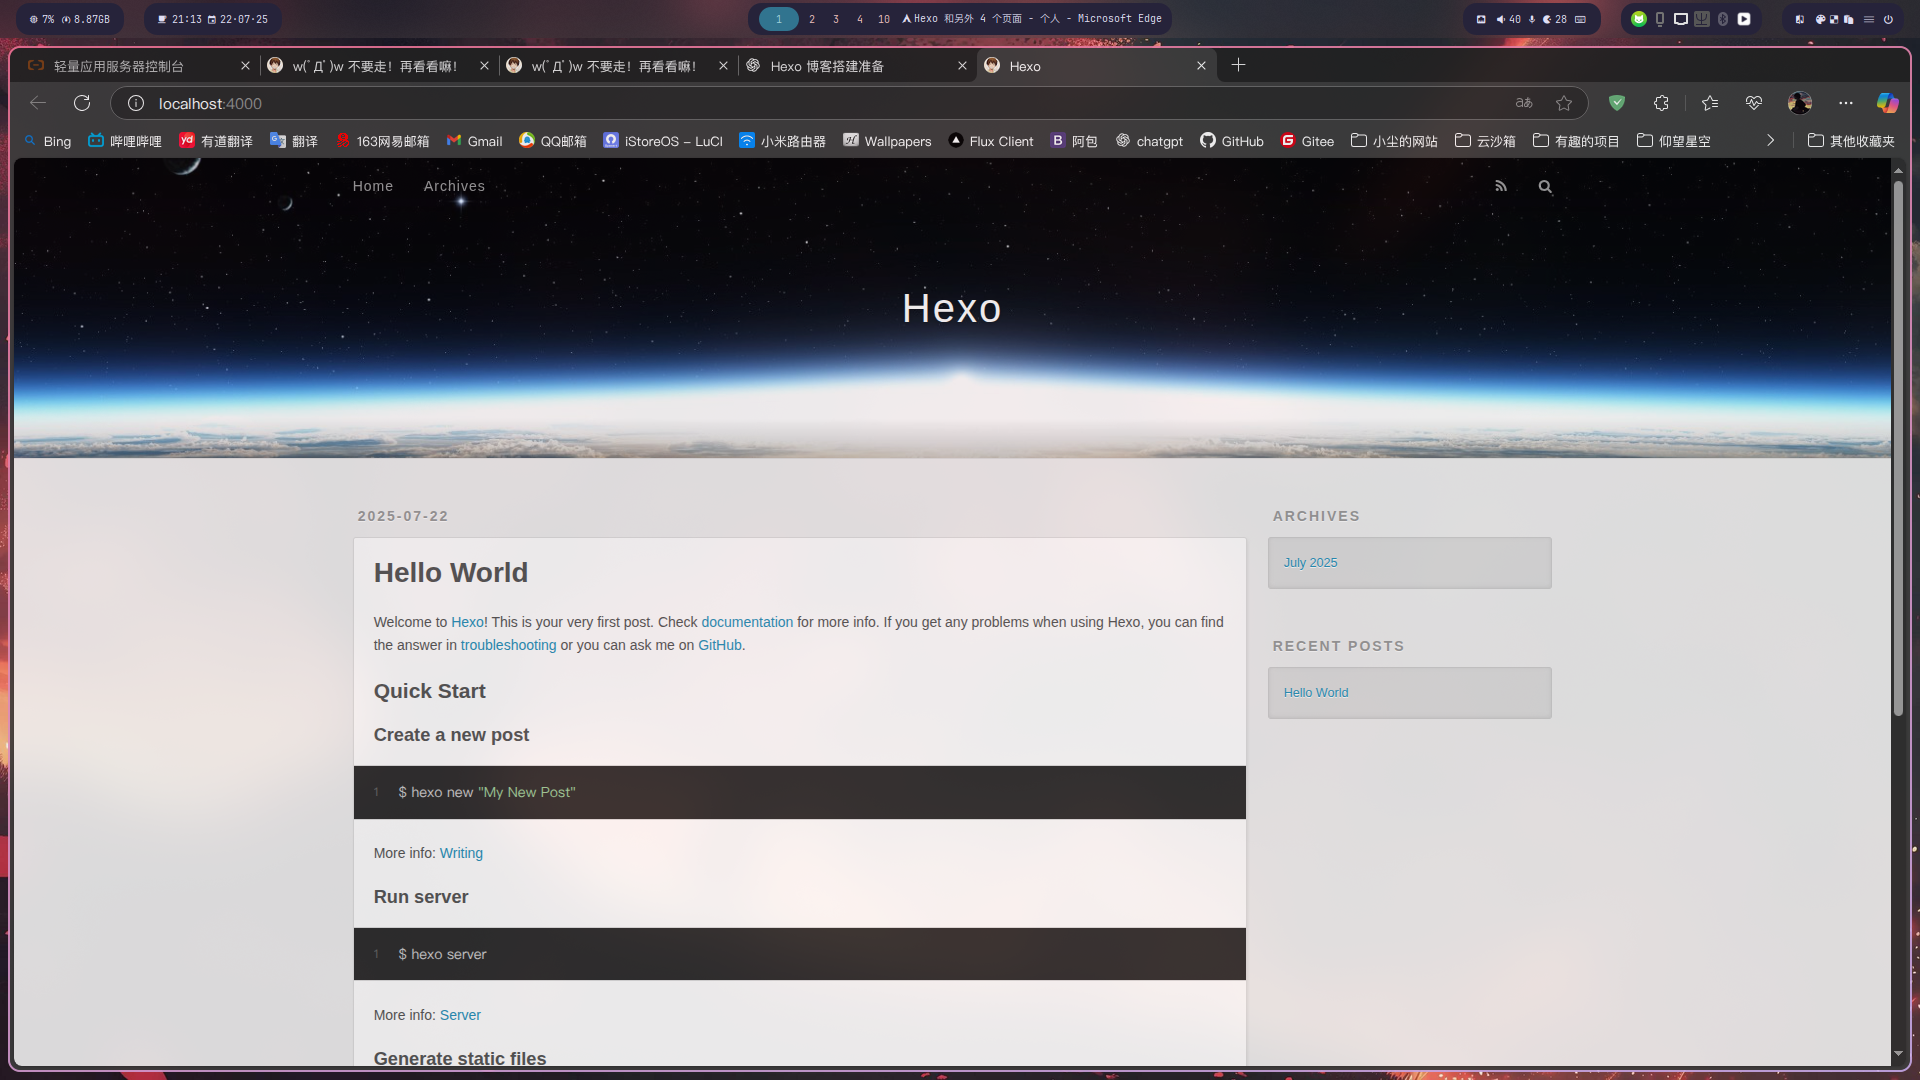 7% 8.87GB 21:13 22·07·25 1 2 3 4 10 Hexo 和另外 4 个页面 - 个人 - Microsoft Edge 40 28
轻量应用服务器控制台 w(ﾟДﾟ)w 不要走！再看看嘛！ w(ﾟДﾟ)w 不要走！再看看嘛！ Hexo 博客搭建准备 Hexo
localhost:4000 aあ
Bing 哔哩哔哩 yd 有道翻译 翻译 163网易邮箱 Gmail QQ邮箱 iStoreOS - LuCI 小米路由器 Wallpapers Flux Client B 阿包 chatgpt GitHub Gitee 小尘的网站 云沙箱 有趣的项目 仰望星空 其他收藏夹
Home Archives
Hexo
2025-07-22
Hello World
Welcome to Hexo! This is your very first post. Check documentation for more info. If you get any problems when using Hexo, you can find
the answer in troubleshooting or you can ask me on GitHub.
Quick Start
Create a new post
1 $ hexo new "My New Post"
More info: Writing
Run server
1 $ hexo server
More info: Server
Generate static files
ARCHIVES
July 2025
RECENT POSTS
Hello World